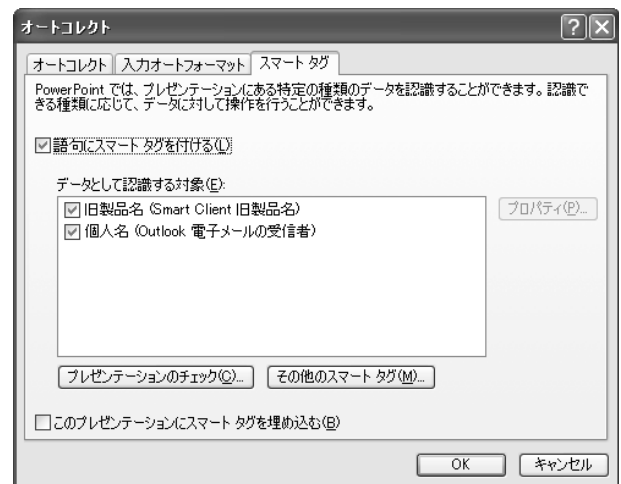 オートコレクト
オートコレクト 入力オートフォーマット スマート タグ
PowerPoint では、プレゼンテーションにある特定の種類のデータを認識することができます。認識で
きる種類に応じて、データに対して操作を行うことができます。
語句にスマート タグを付ける(L)
データとして認識する対象(E):
旧製品名 (Smart Client 旧製品名)
プロパティ(P)...
個人名 (Outlook 電子メールの受信者)
プレゼンテーションのチェック(C)... その他のスマート タグ(M)...
このプレゼンテーションにスマート タグを埋め込む(B)
OK キャンセル